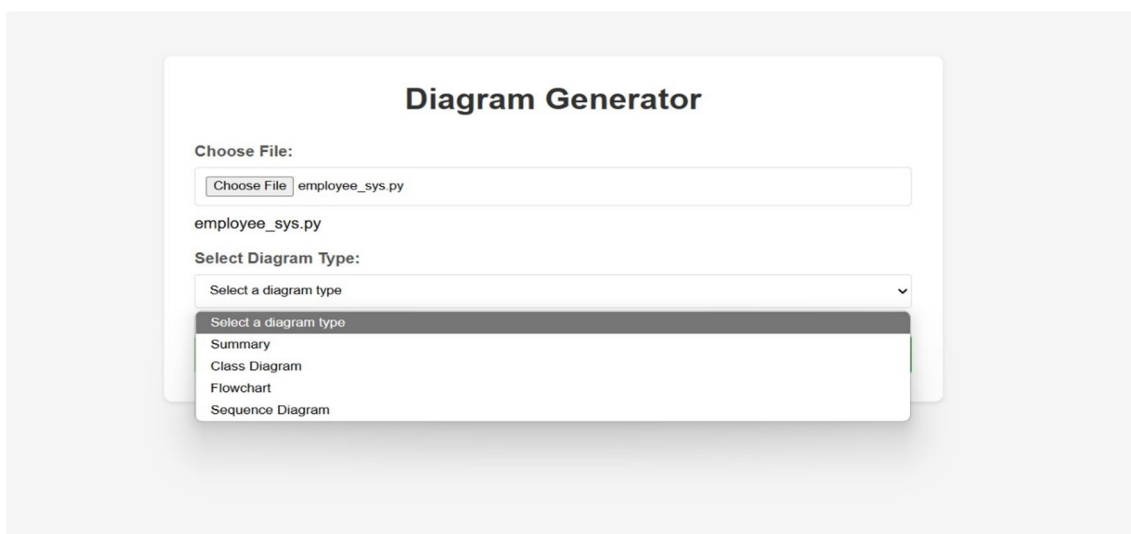 Diagram Generator
Choose File:
Choose File employee_sys.py
employee_sys.py
Select Diagram Type:
Select a diagram type
Select a diagram type
Summary
Class Diagram
Flowchart
Sequence Diagram